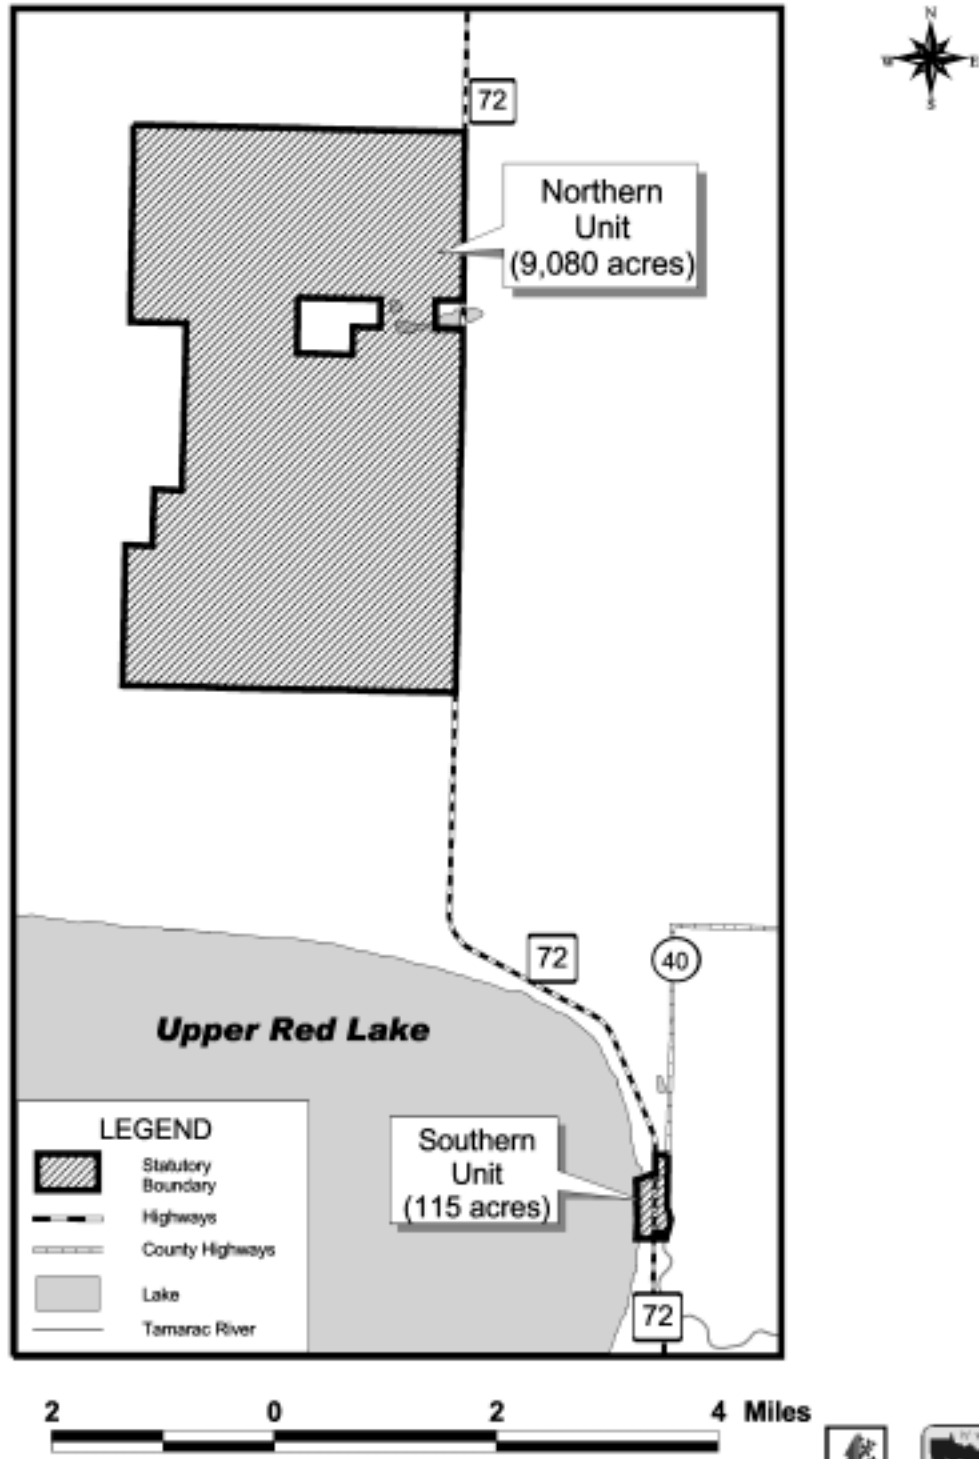 N
W E
S
72
Northern
Unit
(9,080 acres)
72
40
Upper Red Lake
Southern
Unit
(115 acres)
LEGEND
Statutory
Boundary
Highways
County Highways
Lake
Tamarac River
72
2 0 2 4 Miles